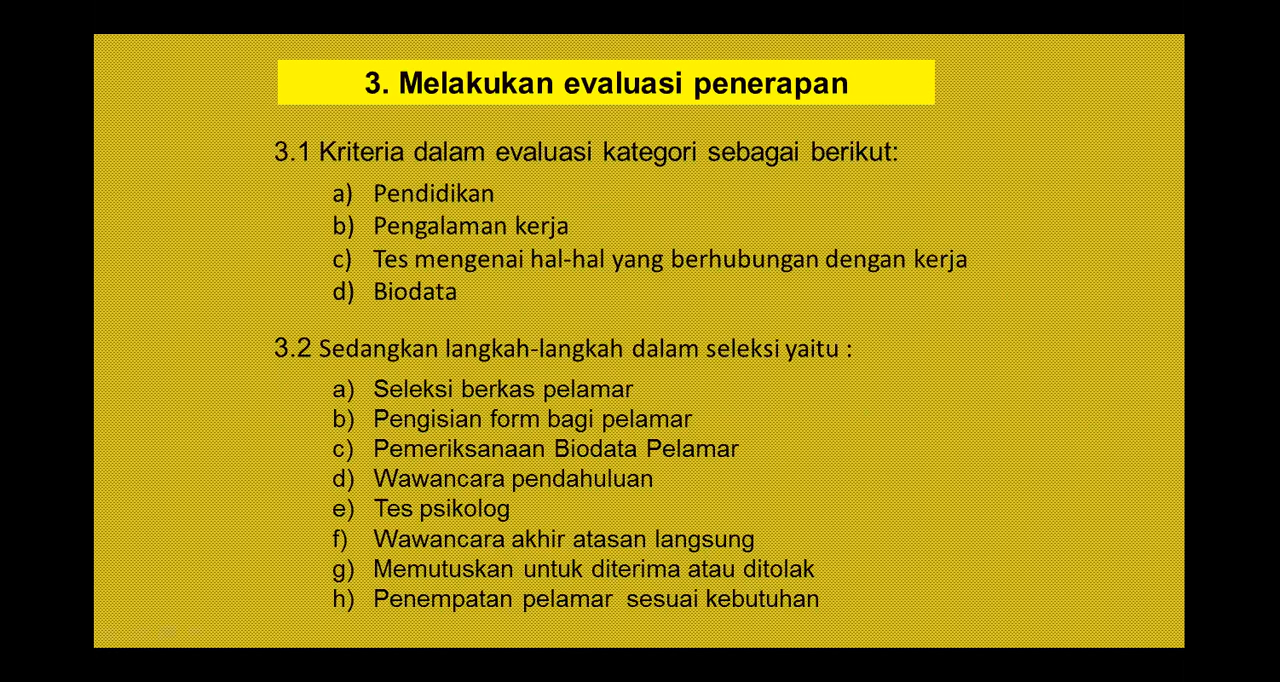 3. Melakukan evaluasi penerapan
3.1 Kriteria dalam evaluasi kategori sebagai berikut:
a) Pendidikan
b) Pengalaman kerja
c) Tes mengenai hal-hal yang berhubungan dengan kerja
d) Biodata
3.2 Sedangkan langkah-langkah dalam seleksi yaitu :
a) Seleksi berkas pelamar
b) Pengisian form bagi pelamar
c) Pemeriksanaan Biodata Pelamar
d) Wawancara pendahuluan
e) Tes psikolog
f) Wawancara akhir atasan langsung
g) Memutuskan untuk diterima atau ditolak
h) Penempatan pelamar sesuai kebutuhan